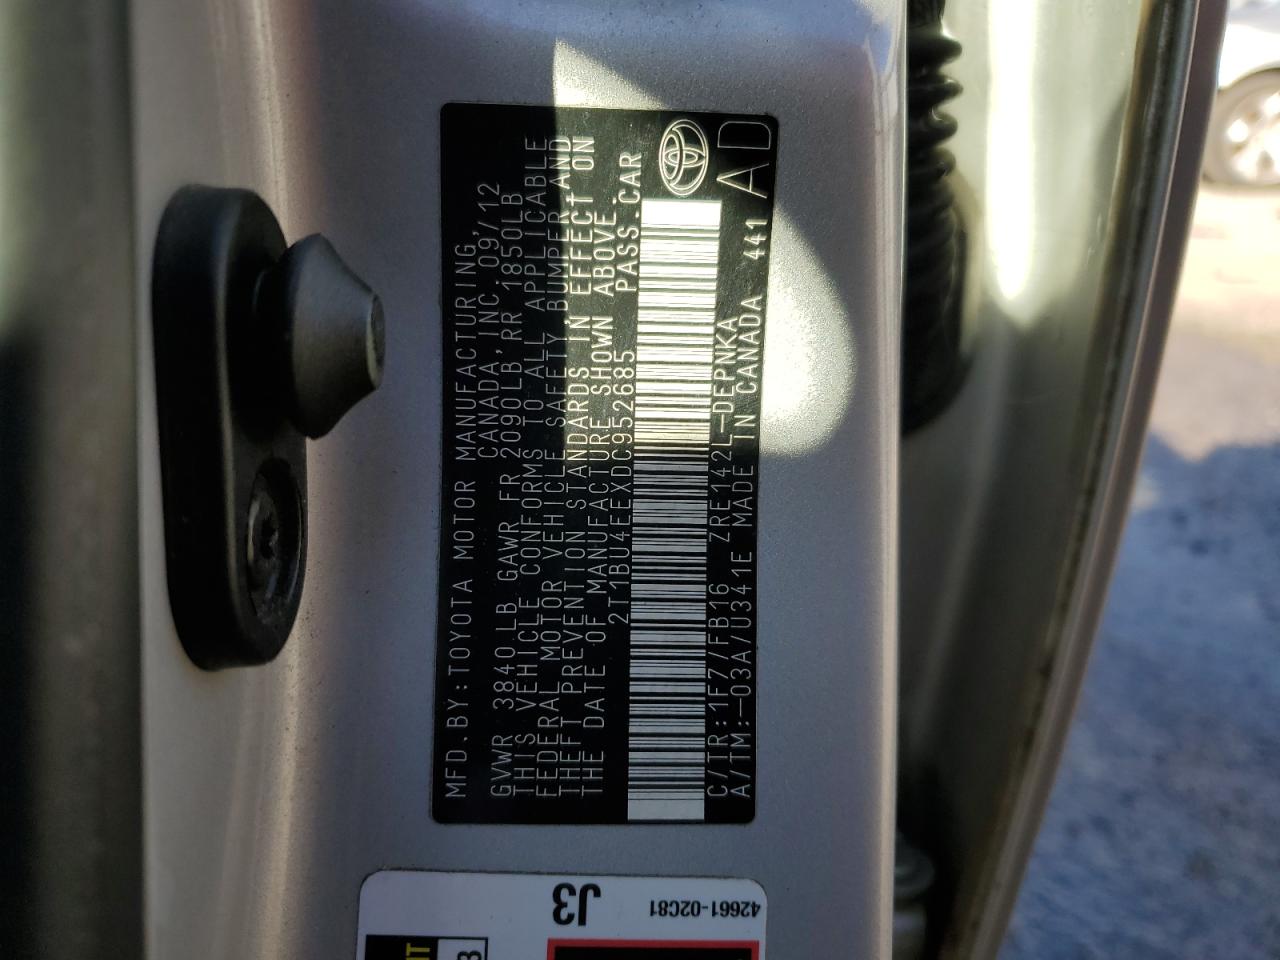 MFD.BY:TOYOTA MOTOR MANUFACTURING
CANADA, INC. 09/12
GVWR 3840LB GAWR FR 2090LB, RR 1850LB
THIS VEHICLE CONFORMS TO ALL APPLICABLE
FEDERAL MOTOR VEHICLE SAFETY BUMPER, AND
THEFT PREVENTION STANDARDS IN EFFECT ON
THE DATE OF MANUFACTURE SHOWN ABOVE.
2T1BU4EEXDC952685 PASS.CAR
C/TR:1F7/FB16 ZRE142L-DEPNKA
A/TM:-03A/U341E MADE IN CANADA 441
AD
J3
42661-02C81